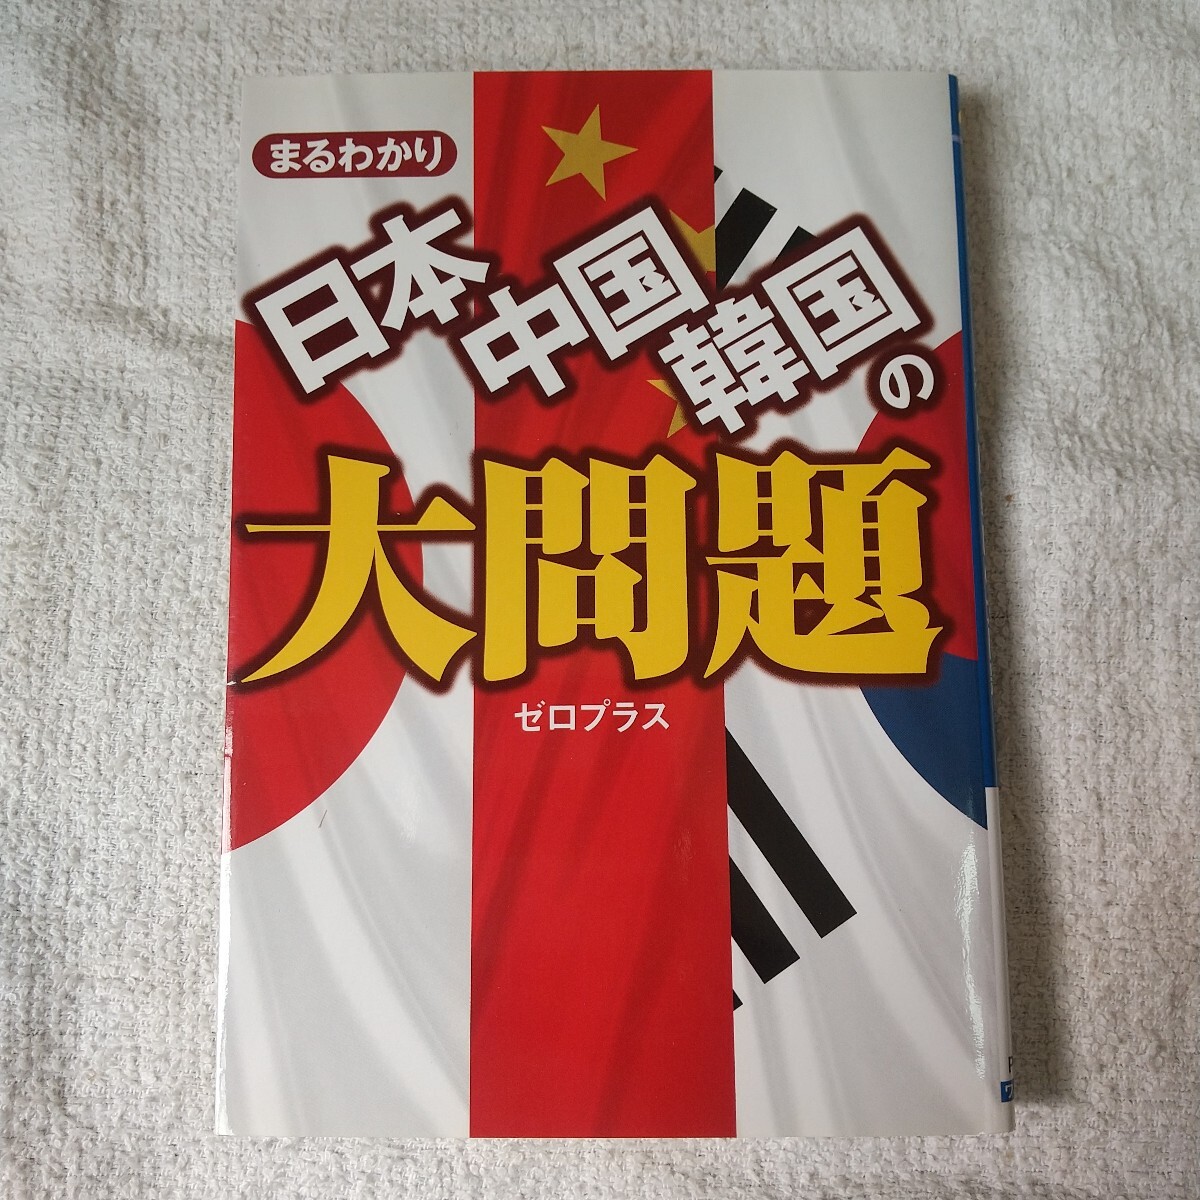 まるわかり
日本中国韓国の
大問題
ゼロプラス